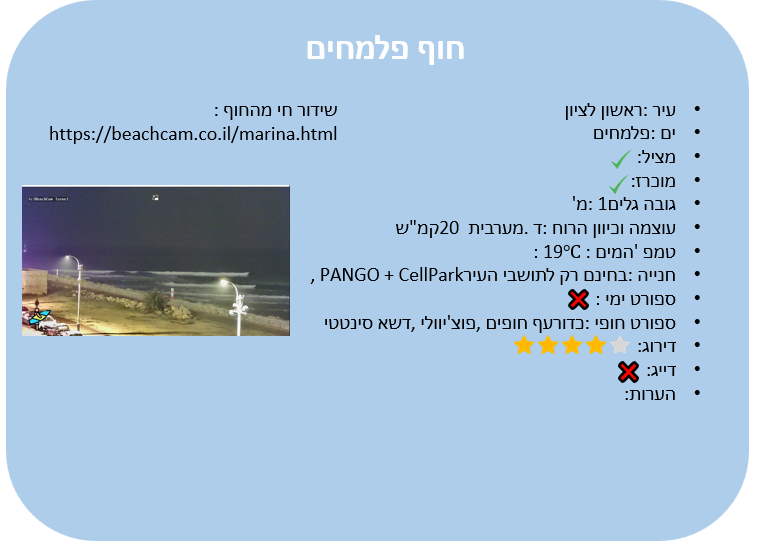 חוף פלמחים
עיר :ראשון לציון
ים :פלמחים
מציל:
מוכרז:
גובה גלים1 :מ'
עוצמה וכיוון הרוח :ד .מערבית 20קמ"ש
טמפ 'המים : 19°C :
חנייה :בחינם רק לתושבי העירPANGO + CellPark ,
ספורט ימי :
ספורט חופי :כדורעף חופים ,פוצ'יוולי ,דשא סינטטי
דירוג:
דייג:
הערות:
שידור חי מהחוף :
https://beachcam.co.il/marina.html